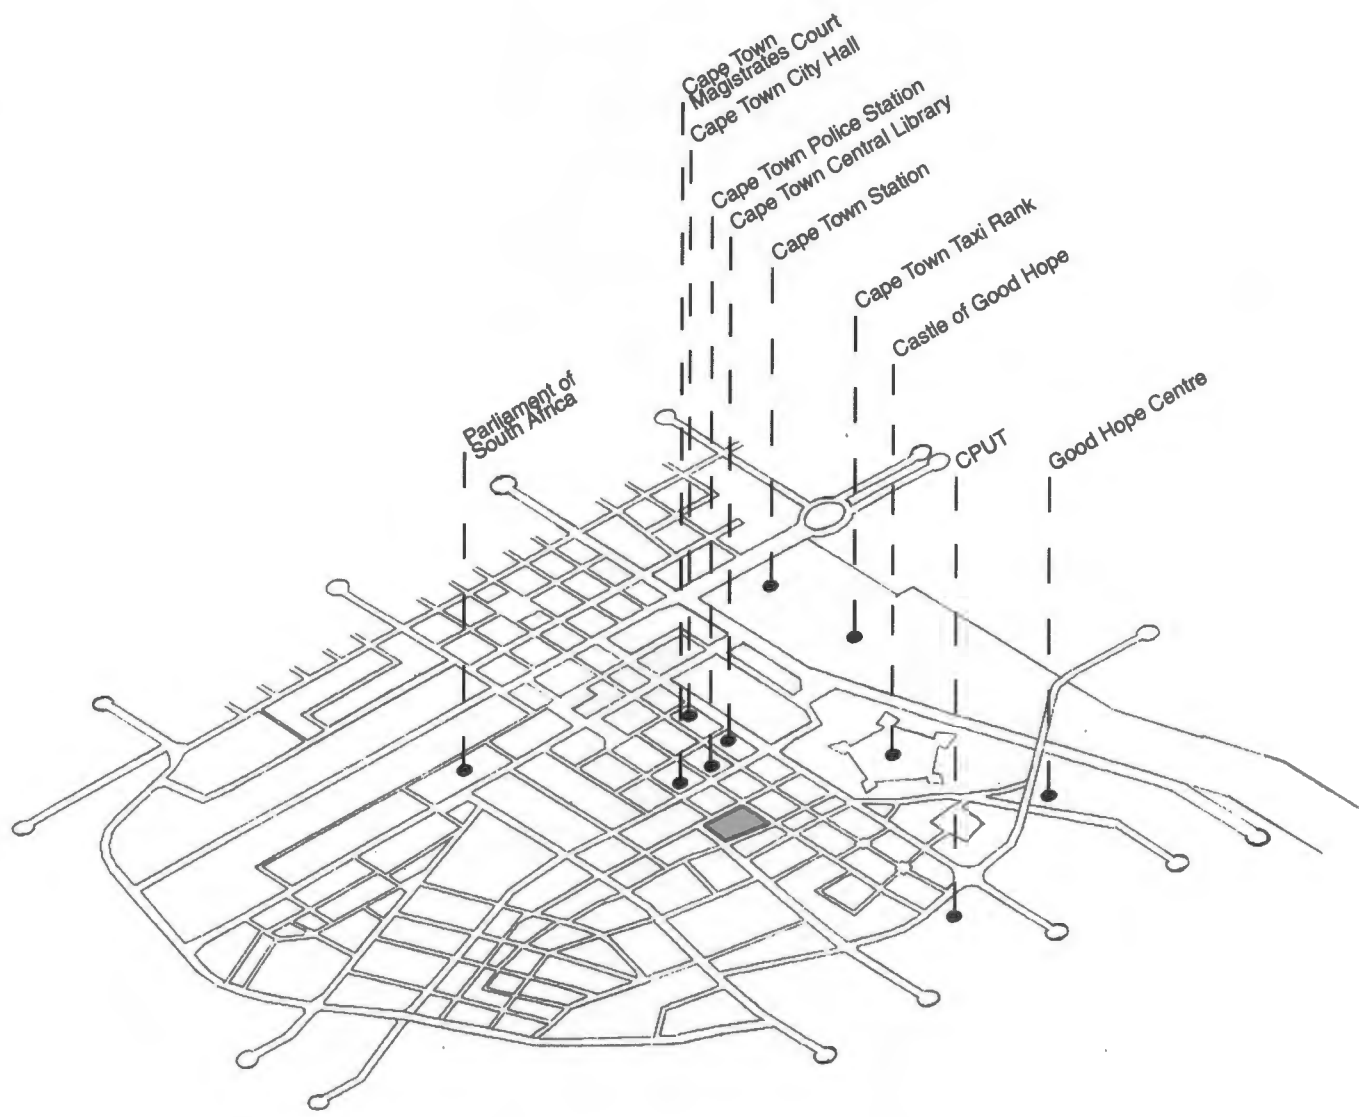 Cape Town
Magistrates Court
Cape Town City Hall
Cape Town Police Station
Cape Town Central Library
Cape Town Station
Cape Town Taxi Rank
Castle of Good Hope
Parliament of
South Africa
CPUT
Good Hope Centre